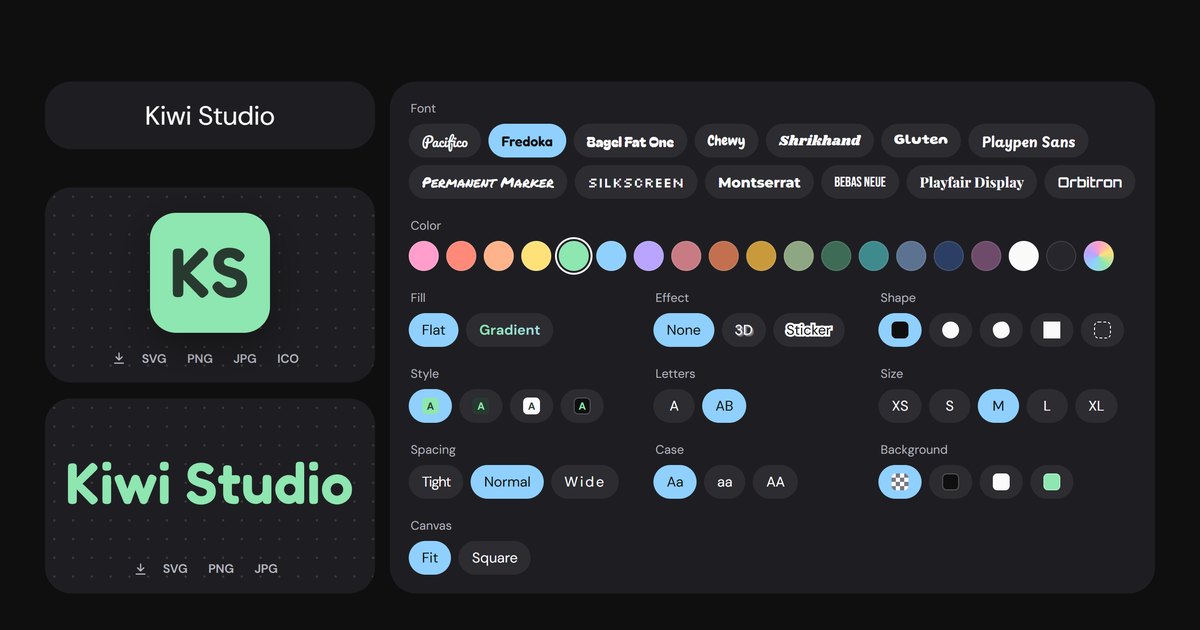 Kiwi Studio
KS
SVG PNG JPG ICO
Kiwi Studio
SVG PNG JPG
Font
Pacifico Fredoka Bagel Fat One Chewy Shrikhand Gluten Playpen Sans
Permanent Marker SILKSCREEN Montserrat BEBAS NEUE Playfair Display Orbitron
Color
Fill Effect Shape
Flat Gradient None 3D Sticker
Style Letters Size
A A A A A AB XS S M L XL
Spacing Case Background
Tight Normal Wide Aa aa AA
Canvas
Fit Square